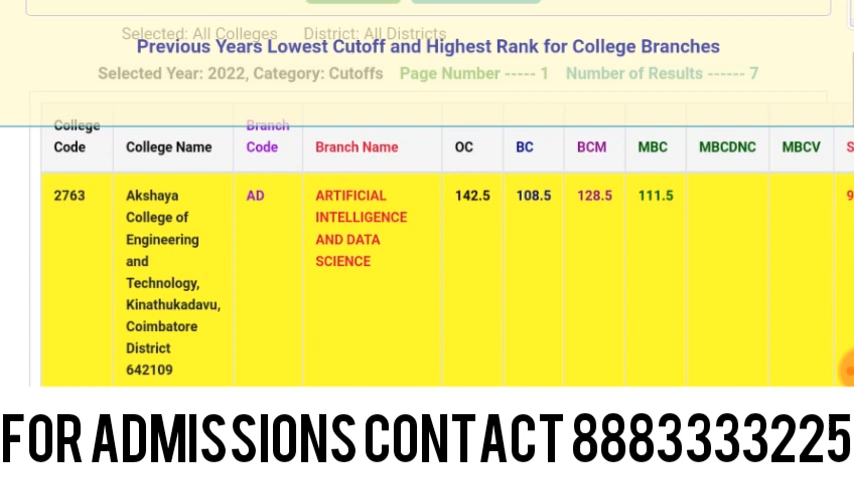 Selected: All Colleges District: All Districts
Previous Years Lowest Cutoff and Highest Rank for College Branches
Selected Year: 2022, Category: Cutoffs Page Number ----- 1 Number of Results ------ 7
College Code College Name Branch Code Branch Name OC BC BCM MBC MBCDNC MBCV S
2763 Akshaya AD ARTIFICIAL 142.5 108.5 128.5 111.5 9
College of INTELLIGENCE
Engineering AND DATA
and SCIENCE
Technology,
Kinathukadavu,
Coimbatore
District
642109
FOR ADMISSIONS CONTACT 8883333225